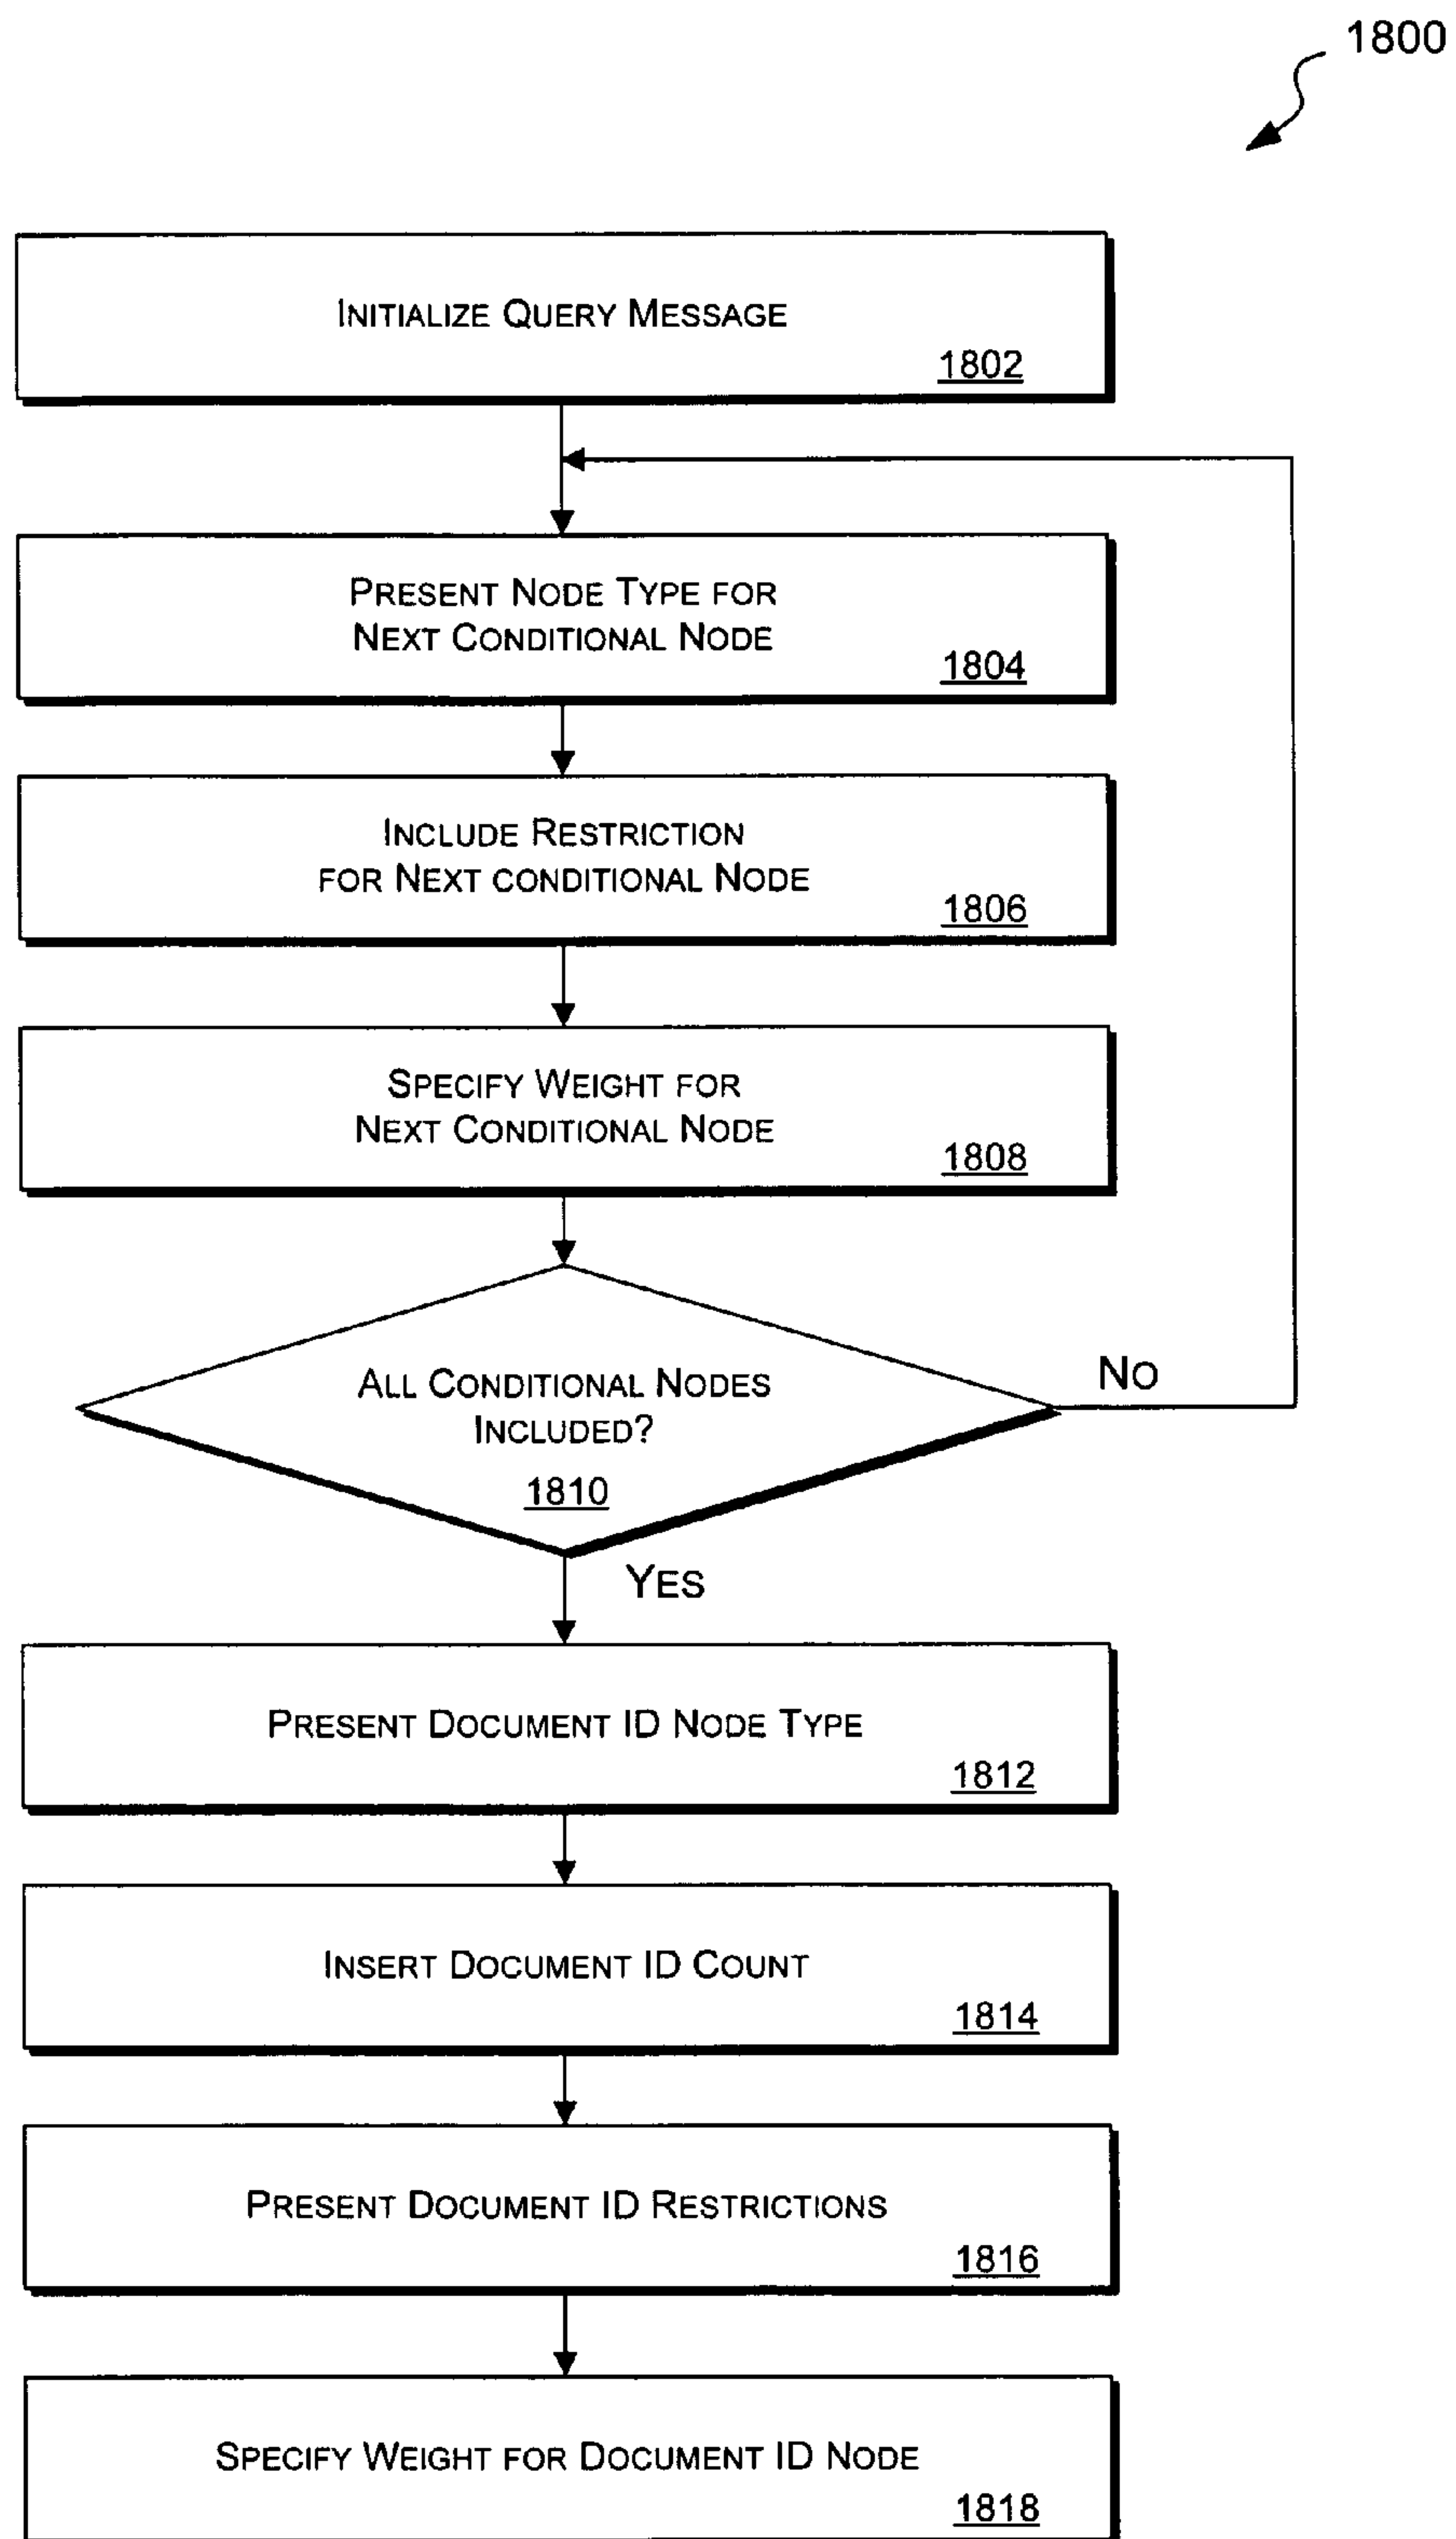 1800
INITIALIZE QUERY MESSAGE
1802
PRESENT NODE TYPE FOR
NEXT CONDITIONAL NODE
1804
INCLUDE RESTRICTION
FOR NEXT CONDITIONAL NODE
1806
SPECIFY WEIGHT FOR
NEXT CONDITIONAL NODE
1808
ALL CONDITIONAL NODES
INCLUDED?
1810
NO
YES
PRESENT DOCUMENT ID NODE TYPE
1812
INSERT DOCUMENT ID COUNT
1814
PRESENT DOCUMENT ID RESTRICTIONS
1816
SPECIFY WEIGHT FOR DOCUMENT ID NODE
1818